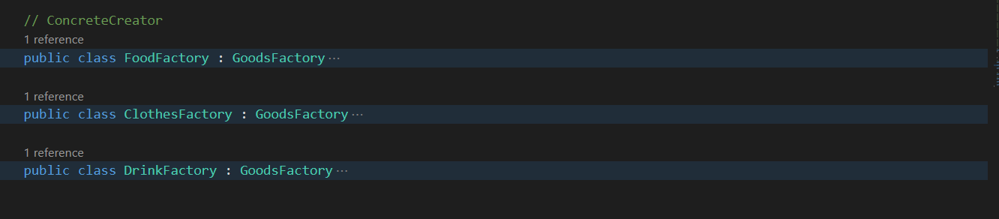 // ConcreteCreator
1 reference
public class FoodFactory : GoodsFactory ···
1 reference
public class ClothesFactory : GoodsFactory ···
1 reference
public class DrinkFactory : GoodsFactory ···